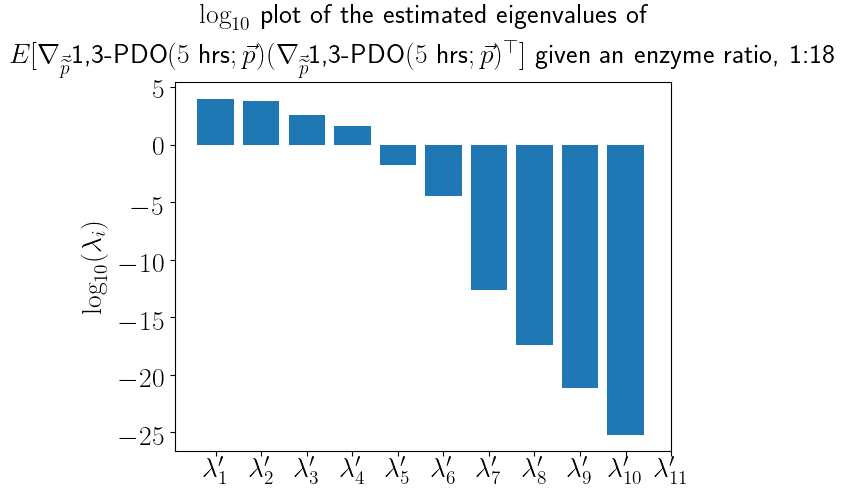 log₁₀ plot of the estimated eigenvalues of
E[∇_p̃⃗ 1,3-PDO(5 hrs; p⃗)(∇_p̃⃗ 1,3-PDO(5 hrs; p⃗)^⊤] given an enzyme ratio, 1:18
5
0
−5
−10
−15
−20
−25
log₁₀(λᵢ)
λ′₁ λ′₂ λ′₃ λ′₄ λ′₅ λ′₆ λ′₇ λ′₈ λ′₉ λ′₁₀ λ′₁₁